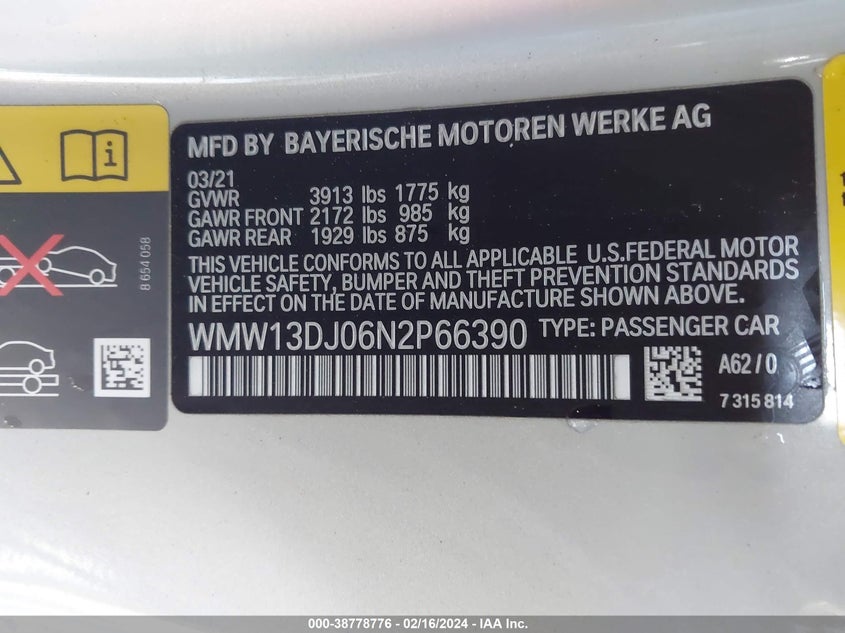 MFD BY BAYERISCHE MOTOREN WERKE AG
03/21
GVWR 3913 lbs 1775 kg
GAWR FRONT 2172 lbs 985 kg
GAWR REAR 1929 lbs 875 kg
THIS VEHICLE CONFORMS TO ALL APPLICABLE U.S.FEDERAL MOTOR
VEHICLE SAFETY, BUMPER AND THEFT PREVENTION STANDARDS
IN EFFECT ON THE DATE OF MANUFACTURE SHOWN ABOVE.
WMW13DJ06N2P66390 TYPE: PASSENGER CAR
A62/0
7 315 814
8 654 058
i
000-38778776 - 02/16/2024 - IAA Inc.